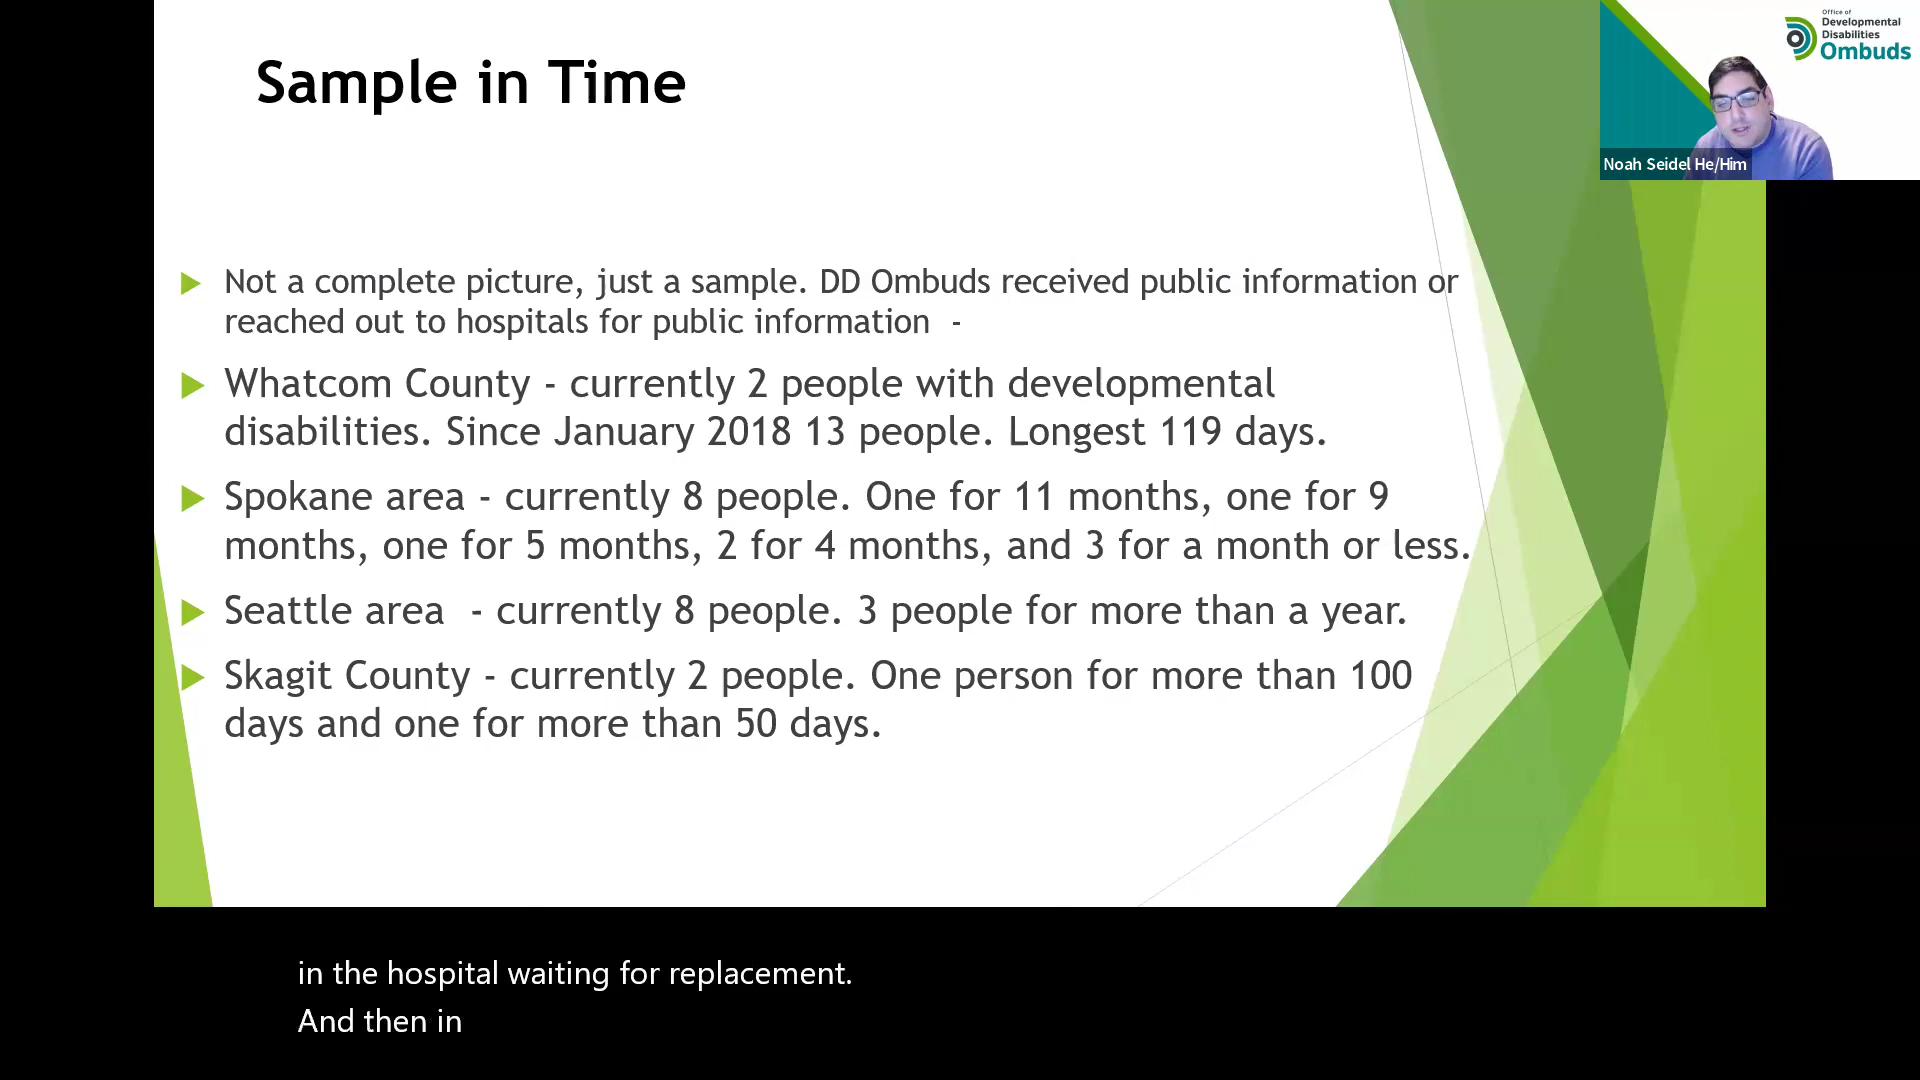 Sample in Time
Office of
Developmental
Disabilities
Ombuds
Noah Seidel He/Him
Not a complete picture, just a sample. DD Ombuds received public information or
reached out to hospitals for public information  -
Whatcom County - currently 2 people with developmental
disabilities. Since January 2018 13 people. Longest 119 days.
Spokane area - currently 8 people. One for 11 months, one for 9
months, one for 5 months, 2 for 4 months, and 3 for a month or less.
Seattle area  - currently 8 people. 3 people for more than a year.
Skagit County - currently 2 people. One person for more than 100
days and one for more than 50 days.
in the hospital waiting for replacement.
And then in